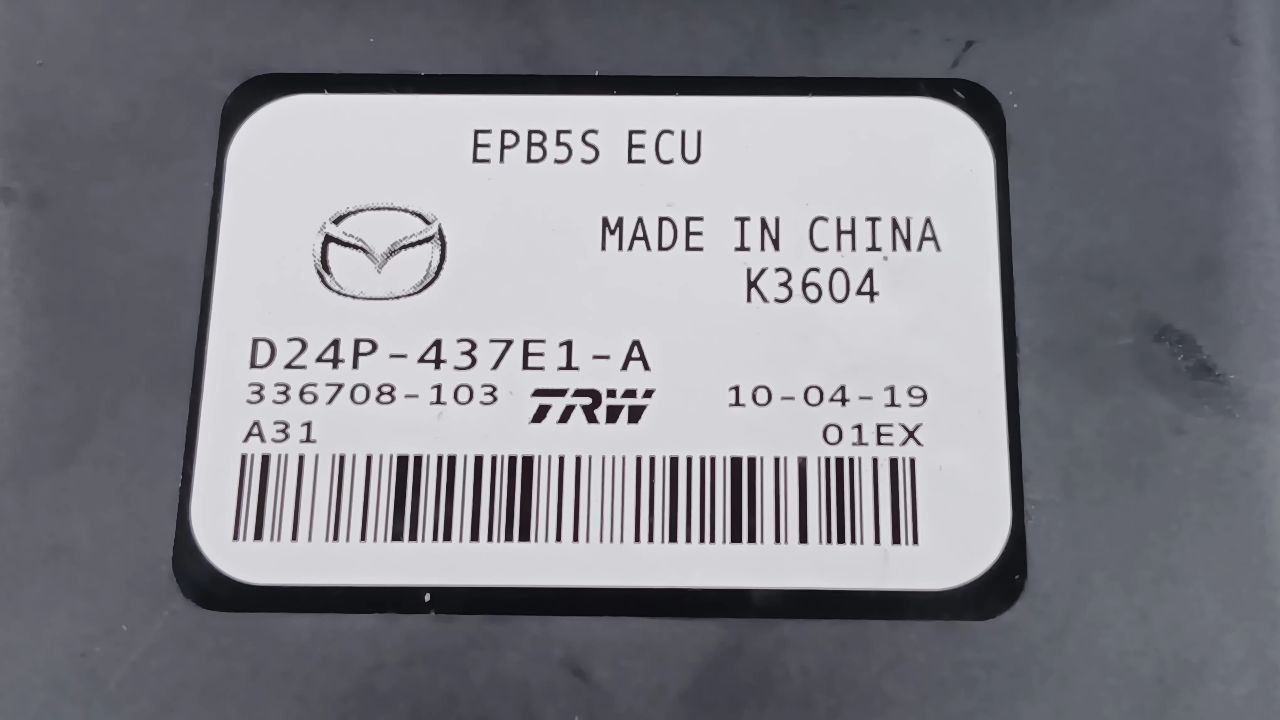 EPB5S ECU
MADE IN CHINA
K3604
D24P-437E1-A
336708-103 TRW 10-04-19
A31 01EX